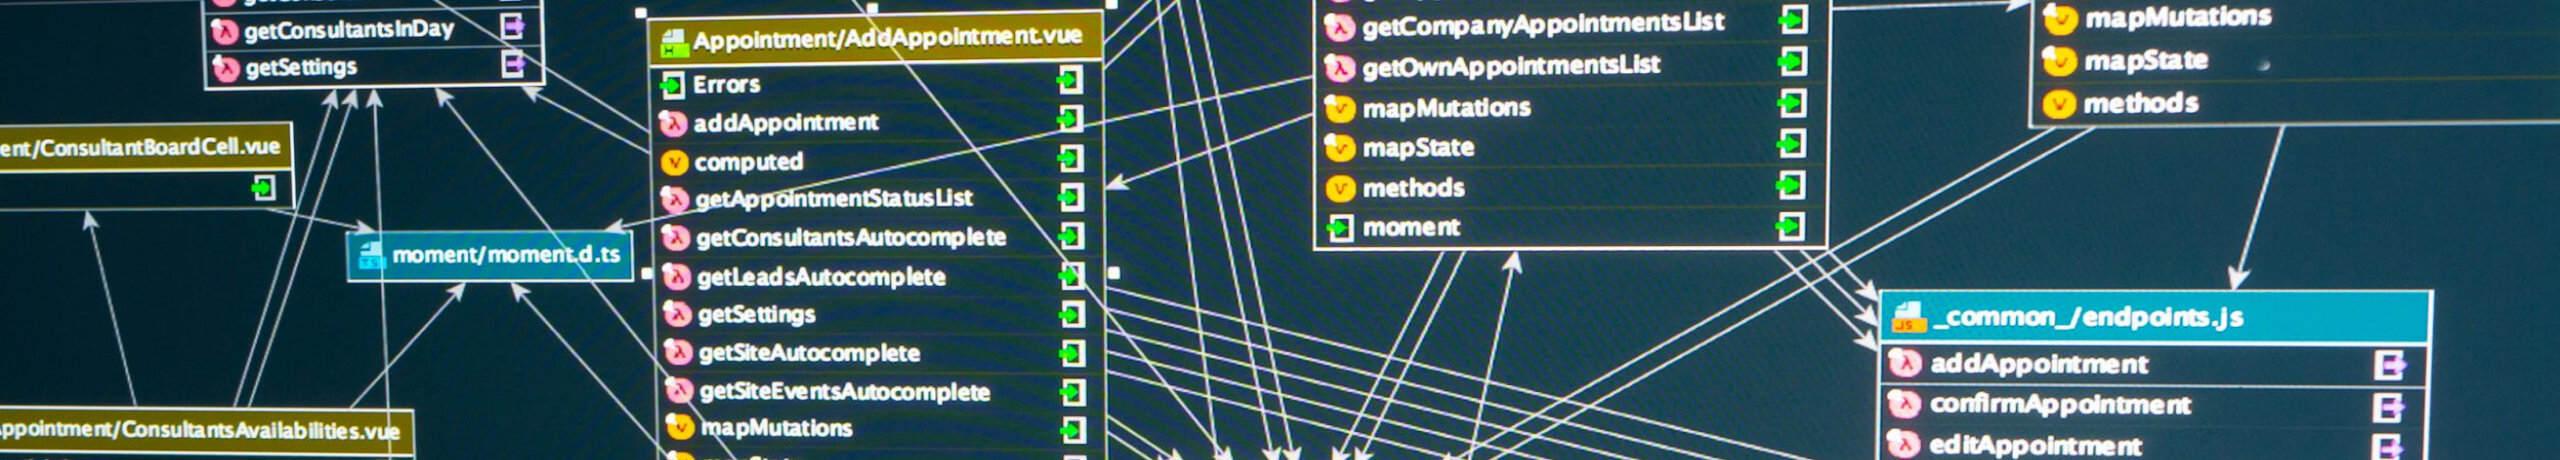 getConsultantsInDay
getSettings
ent/ConsultantBoardCell.vue
moment/moment.d.ts
ppointment/ConsultantsAvailabilities.vue
Appointment/AddAppointment.vue
Errors
addAppointment
computed
getAppointmentStatusList
getConsultantsAutocomplete
getLeadsAutocomplete
getSettings
getSiteAutocomplete
getSiteEventsAutocomplete
mapMutations
getCompanyAppointmentsList
getOwnAppointmentsList
mapMutations
mapState
methods
moment
mapMutations
mapState
methods
_common_/endpoints.js
addAppointment
confirmAppointment
editAppointment